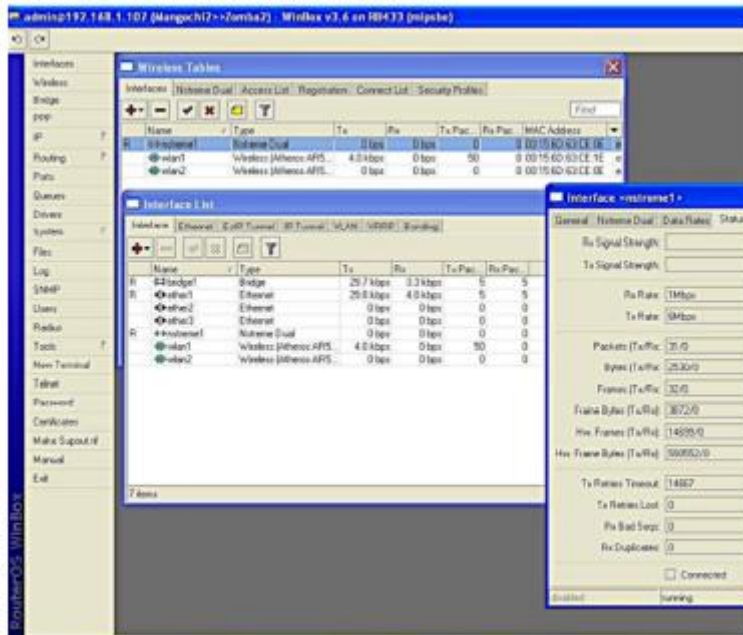 admin@192.168.1.107 (Mangochi2>>Zomba2) - WinBox v3.6 on RB433 (mipsbe)
Interfaces
Wireless
Bridge
PPP
IP
Routing
Ports
Queues
Drivers
System
Files
Log
SNMP
Users
Radius
Tools
New Terminal
Telnet
Password
Certificates
Make Supout.rif
Manual
Exit
RouterOS WinBox
Wireless Tables
Interfaces Nstreme Dual Access List Registration Connect List Security Profiles
Find
Name Type Tx Rx Tx Pac... Rx Pac... MAC Address
R nstreme1 Nstreme Dual 0 bps 0 bps 0 0 00:15:6D:63:CE:0E
wlan1 Wireless (Atheros AR5... 4.0 kbps 0 bps 50 0 00:15:6D:63:CE:1E
wlan2 Wireless (Atheros AR5... 0 bps 0 bps 0 0 00:15:6D:63:CE:0E
Interface List
Interface Ethernet EoIP Tunnel IP Tunnel VLAN VRRP Bonding
Name Type Tx Rx Tx Pac... Rx Pac...
R bridge1 Bridge 29.7 kbps 3.3 kbps 5 5
R ether1 Ethernet 29.8 kbps 4.0 kbps 5 5
ether2 Ethernet 0 bps 0 bps 0 0
ether3 Ethernet 0 bps 0 bps 0 0
R nstreme1 Nstreme Dual 0 bps 0 bps 0 0
wlan1 Wireless (Atheros AR5... 4.0 kbps 0 bps 50 0
wlan2 Wireless (Atheros AR5... 0 bps 0 bps 0 0
7 items
Interface <nstreme1>
General Nstreme Dual Data Rates Status
Rx Signal Strength:
Tx Signal Strength:
Rx Rate: 1Mbps
Tx Rate: 6Mbps
Packets (Tx/Rx): 31/0
Bytes (Tx/Rx): 2530/0
Frames (Tx/Rx): 32/0
Frame Bytes (Tx/Rx): 3872/0
Hw. Frames (Tx/Rx): 14899/0
Hw. Frame Bytes (Tx/Rx):
Tx Retries Timeout: 14867
Tx Retries Lost: 0
Rx Bad Seqs: 0
Rx Duplicates: 0
Connected
disabled running